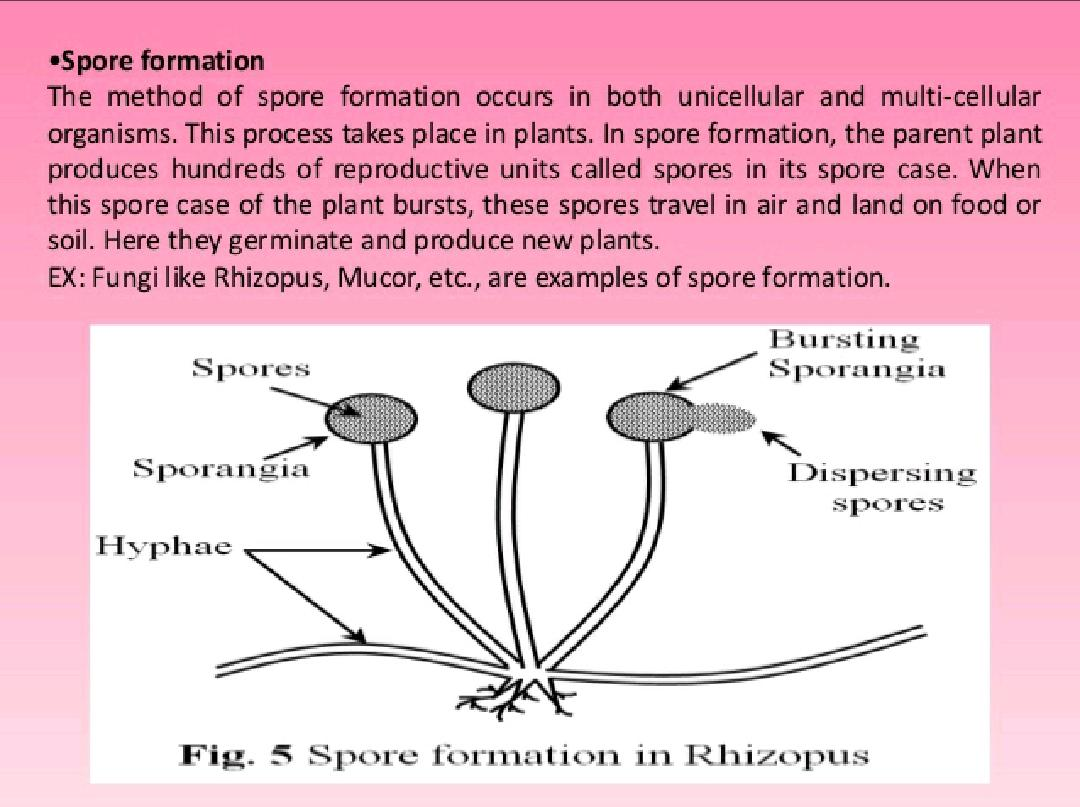 •Spore formation
The method of spore formation occurs in both unicellular and multi-cellular
organisms. This process takes place in plants. In spore formation, the parent plant
produces hundreds of reproductive units called spores in its spore case. When
this spore case of the plant bursts, these spores travel in air and land on food or
soil. Here they germinate and produce new plants.
EX: Fungi like Rhizopus, Mucor, etc., are examples of spore formation.
Bursting
Sporangia
Spores
Sporangia
Dispersing
spores
Hyphae
Fig. 5 Spore formation in Rhizopus